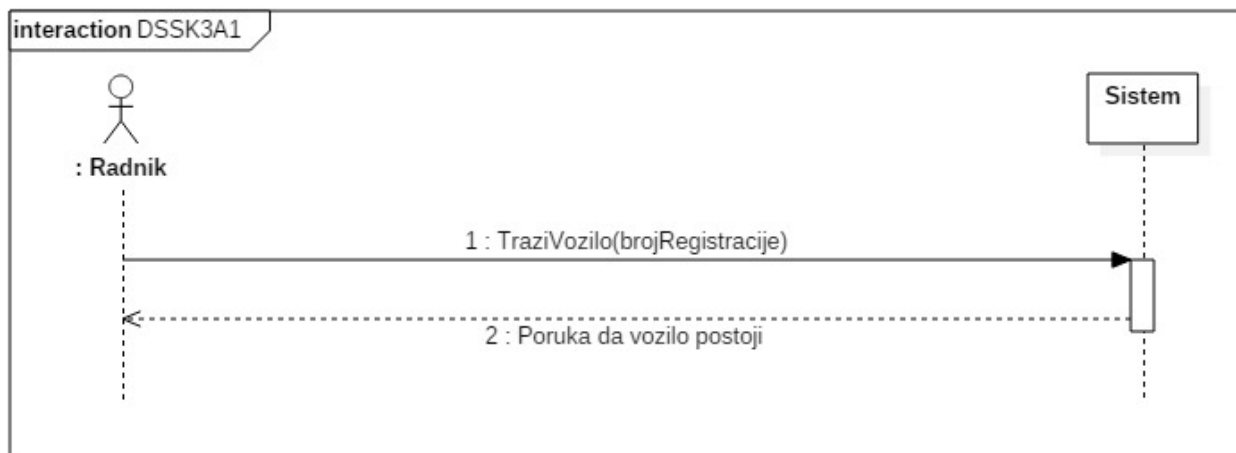 interaction DSSK3A1
: Radnik
Sistem
1 : TraziVozilo(brojRegistracije)
2 : Poruka da vozilo postoji